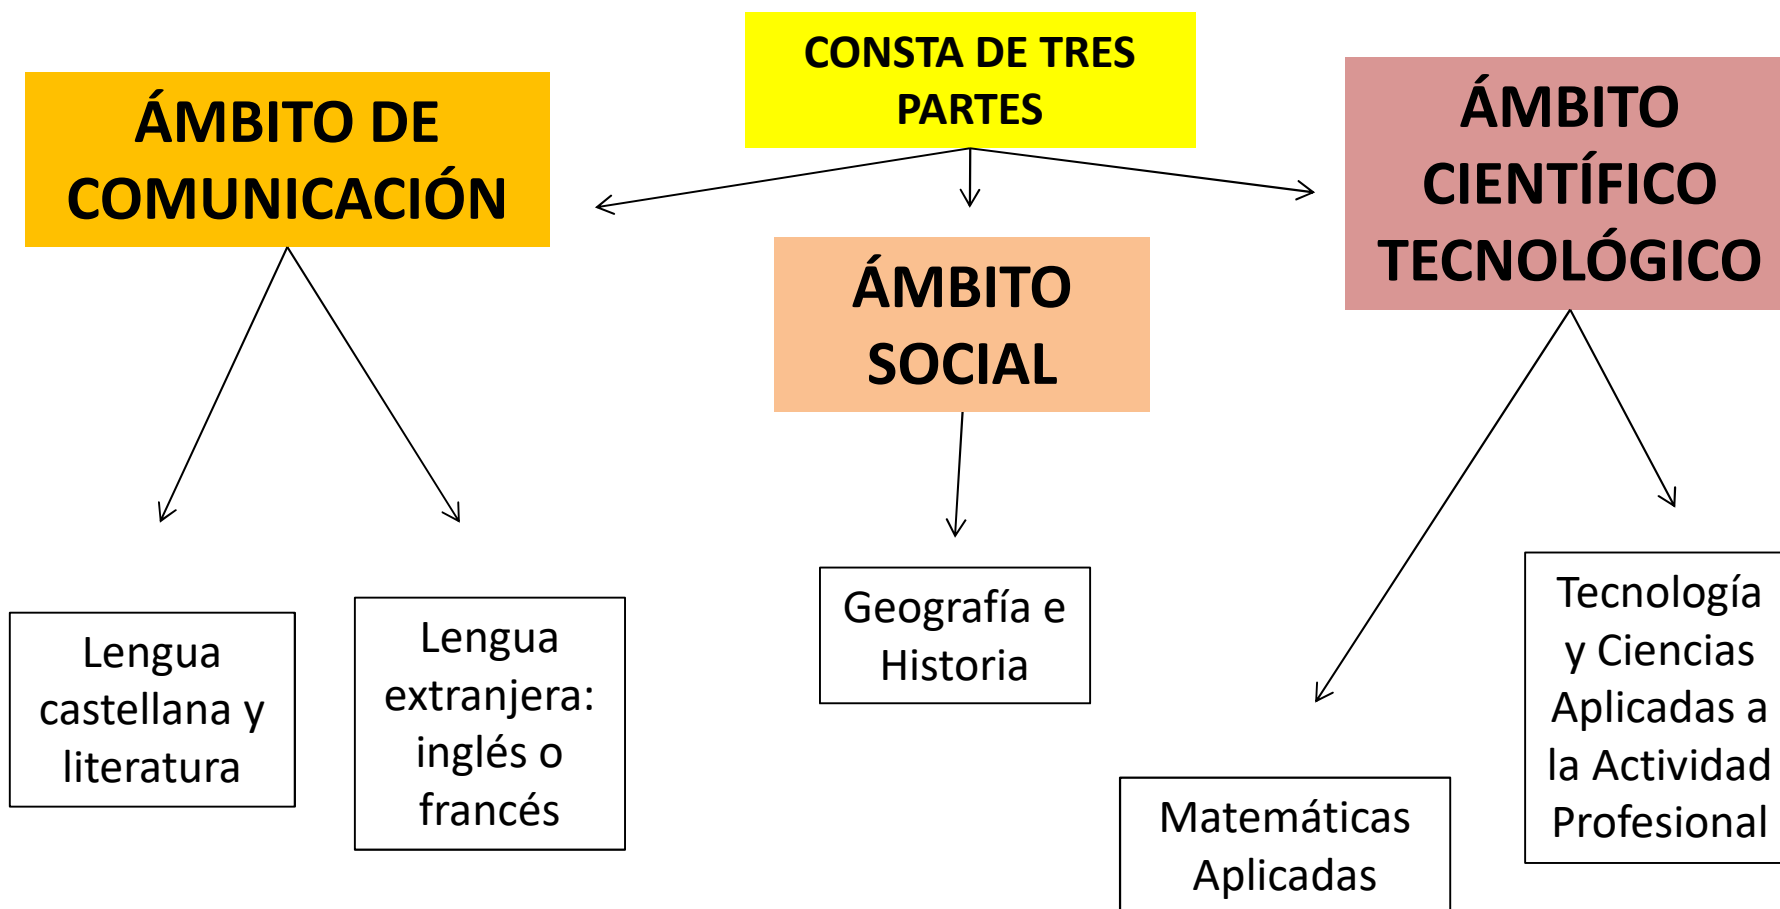 CONSTA DE TRES
PARTES
ÁMBITO DE
COMUNICACIÓN
ÁMBITO
SOCIAL
ÁMBITO
CIENTÍFICO
TECNOLÓGICO
Lengua
castellana y
literatura
Lengua
extranjera:
inglés o
francés
Geografía e
Historia
Matemáticas
Aplicadas
Tecnología
y Ciencias
Aplicadas a
la Actividad
Profesional